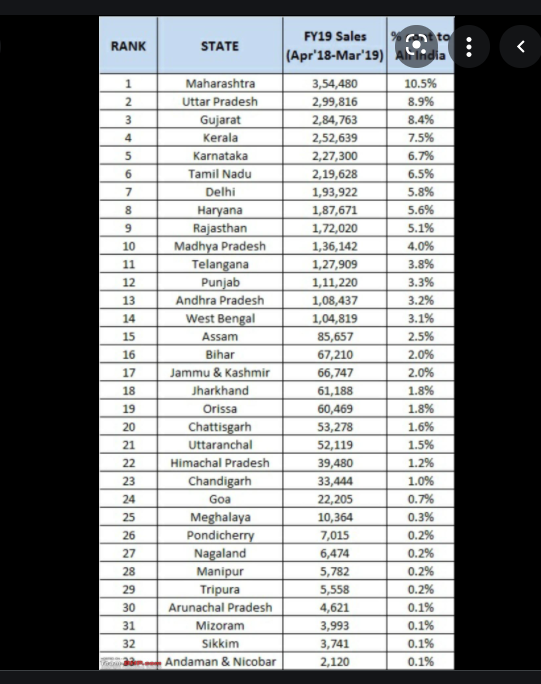 RANK STATE FY19 Sales (Apr'18-Mar'19) % to All India
1 Maharashtra 3,54,480 10.5%
2 Uttar Pradesh 2,99,816 8.9%
3 Gujarat 2,84,763 8.4%
4 Kerala 2,52,639 7.5%
5 Karnataka 2,27,300 6.7%
6 Tamil Nadu 2,19,628 6.5%
7 Delhi 1,93,922 5.8%
8 Haryana 1,87,671 5.6%
9 Rajasthan 1,72,020 5.1%
10 Madhya Pradesh 1,36,142 4.0%
11 Telangana 1,27,909 3.8%
12 Punjab 1,11,220 3.3%
13 Andhra Pradesh 1,08,437 3.2%
14 West Bengal 1,04,819 3.1%
15 Assam 85,657 2.5%
16 Bihar 67,210 2.0%
17 Jammu & Kashmir 66,747 2.0%
18 Jharkhand 61,188 1.8%
19 Orissa 60,469 1.8%
20 Chattisgarh 53,278 1.6%
21 Uttaranchal 52,119 1.5%
22 Himachal Pradesh 39,480 1.2%
23 Chandigarh 33,444 1.0%
24 Goa 22,205 0.7%
25 Meghalaya 10,364 0.3%
26 Pondicherry 7,015 0.2%
27 Nagaland 6,474 0.2%
28 Manipur 5,782 0.2%
29 Tripura 5,558 0.2%
30 Arunachal Pradesh 4,621 0.1%
31 Mizoram 3,993 0.1%
32 Sikkim 3,741 0.1%
33 Andaman & Nicobar 2,120 0.1%